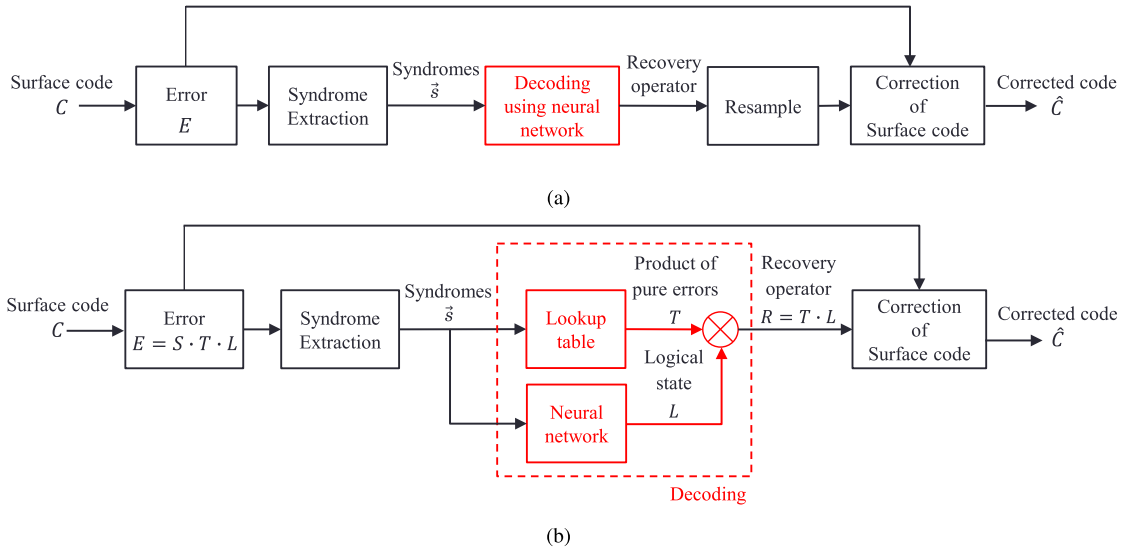 Surface code
C
Error
E
Syndrome
Extraction
Syndromes
s⃗
Decoding
using neural
network
Recovery
operator
Resample
Correction
of
Surface code
Corrected code
Ĉ
(a)
Surface code
C
Error
E = S · T · L
Syndrome
Extraction
Syndromes
s⃗
Lookup
table
Product of
pure errors
T
Neural
network
Logical
state
L
Decoding
Recovery
operator
R = T · L
Correction
of
Surface code
Corrected code
Ĉ
(b)